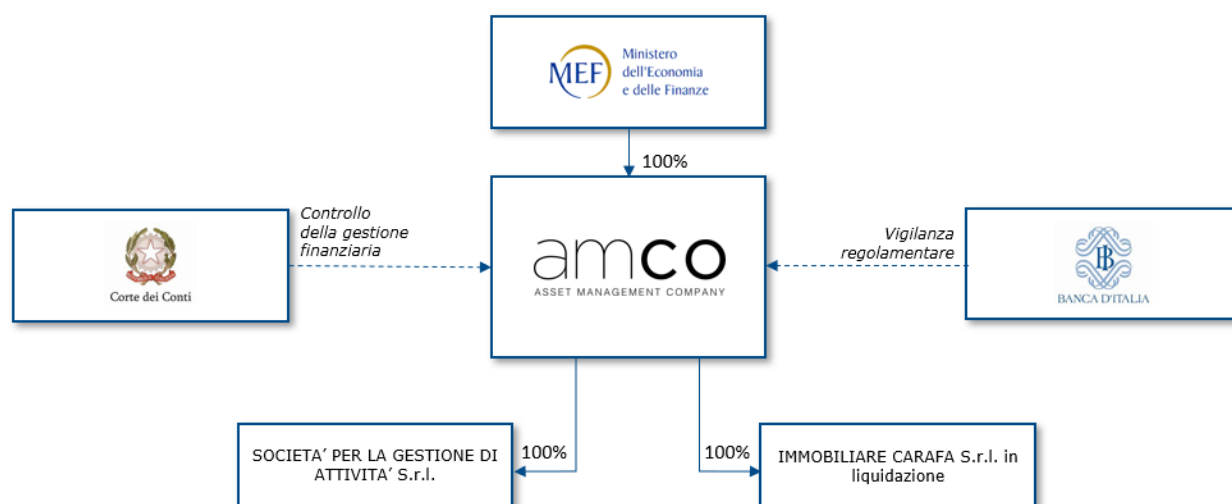 MEF
Ministero
dell'Economia
e delle Finanze
100%
Corte dei Conti
Controllo
della gestione
finanziaria
amco
ASSET MANAGEMENT COMPANY
Vigilanza
regolamentare
BANCA D'ITALIA
SOCIETA' PER LA GESTIONE DI
ATTIVITA' S.r.l.
100%
100%
IMMOBILIARE CARAFA S.r.l. in
liquidazione